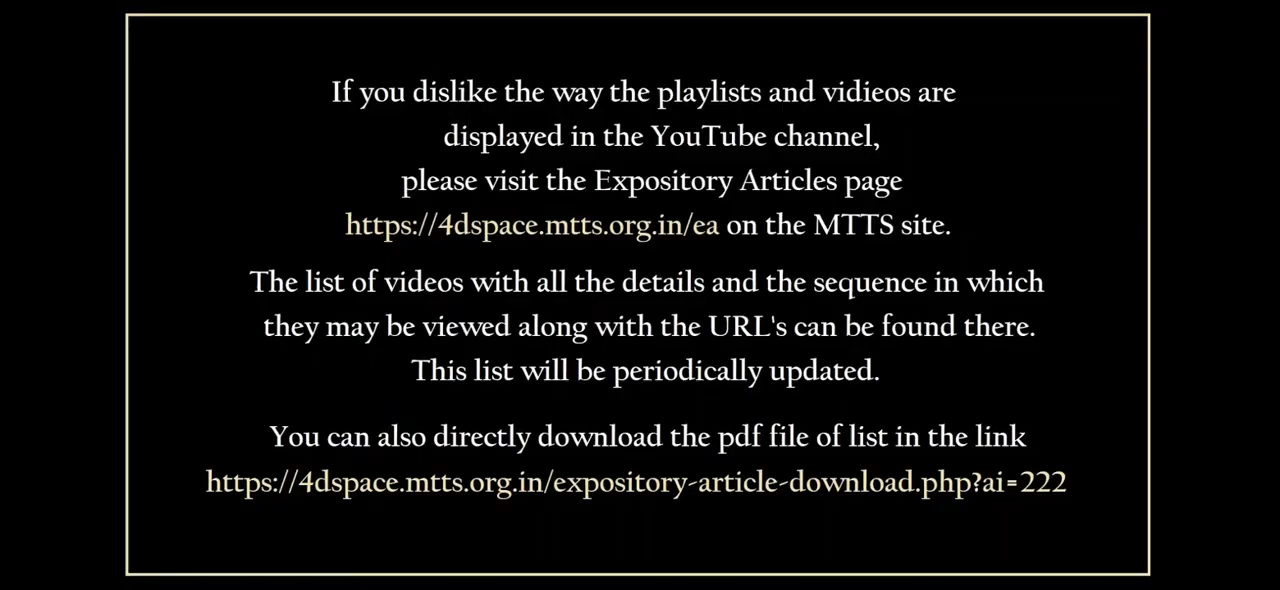 If you dislike the way the playlists and vidieos are
displayed in the YouTube channel,
please visit the Expository Articles page
https://4dspace.mtts.org.in/ea on the MTTS site.
The list of videos with all the details and the sequence in which
they may be viewed along with the URL's can be found there.
This list will be periodically updated.
You can also directly download the pdf file of list in the link
https://4dspace.mtts.org.in/expository-article-download.php?ai=222